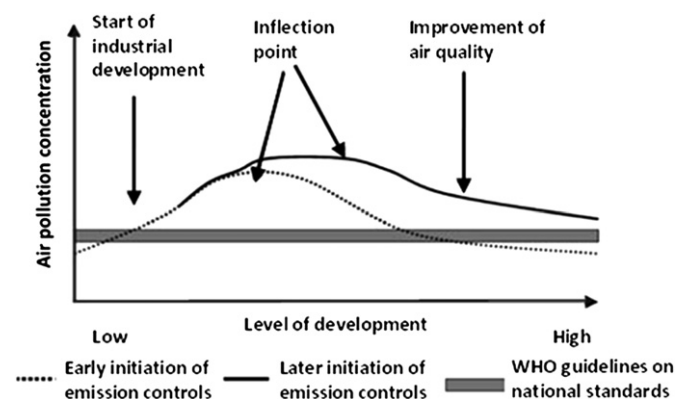 Start of
industrial
development
Inflection
point
Improvement of
air quality
Air pollution concentration
Low
Level of development
High
Early initiation of
emission controls
Later initiation of
emission controls
WHO guidelines on
national standards